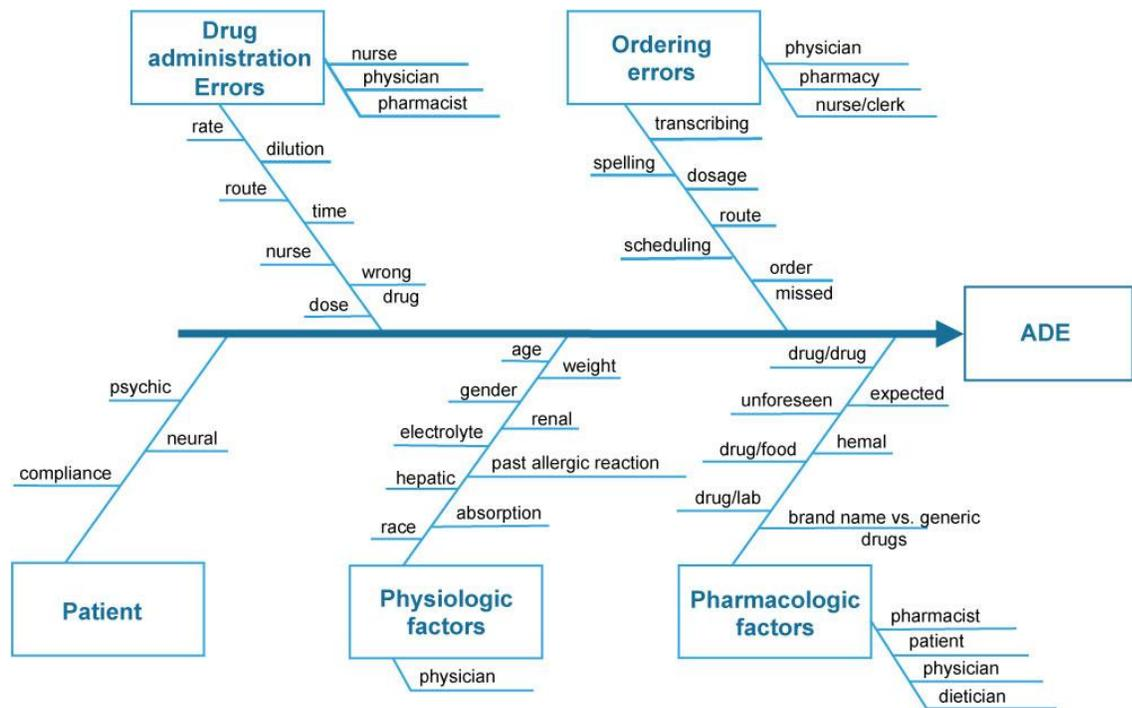 Drug
administration
Errors
nurse
physician
pharmacist
rate
dilution
route
time
nurse
wrong
drug
dose
Ordering
errors
physician
pharmacy
nurse/clerk
transcribing
spelling
dosage
route
scheduling
order
missed
ADE
psychic
neural
compliance
Patient
age
weight
gender
renal
electrolyte
past allergic reaction
hepatic
absorption
race
Physiologic
factors
physician
drug/drug
expected
unforeseen
hemal
drug/food
drug/lab
brand name vs. generic
drugs
Pharmacologic
factors
pharmacist
patient
physician
dietician